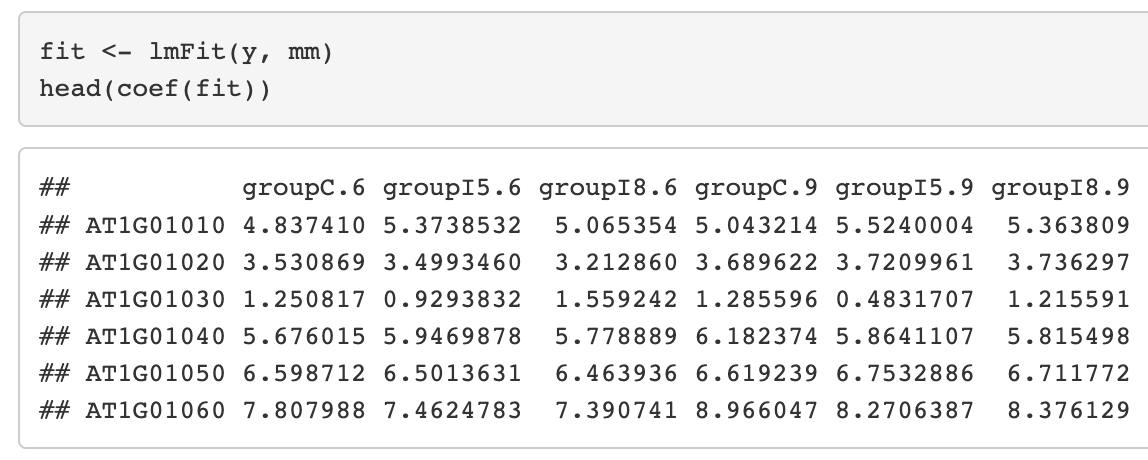 fit <- lmFit(y, mm)
head(coef(fit))
##           groupC.6 groupI5.6 groupI8.6 groupC.9 groupI5.9 groupI8.9
## AT1G01010 4.837410 5.3738532  5.065354 5.043214 5.5240004  5.363809
## AT1G01020 3.530869 3.4993460  3.212860 3.689622 3.7209961  3.736297
## AT1G01030 1.250817 0.9293832  1.559242 1.285596 0.4831707  1.215591
## AT1G01040 5.676015 5.9469878  5.778889 6.182374 5.8641107  5.815498
## AT1G01050 6.598712 6.5013631  6.463936 6.619239 6.7532886  6.711772
## AT1G01060 7.807988 7.4624783  7.390741 8.966047 8.2706387  8.376129